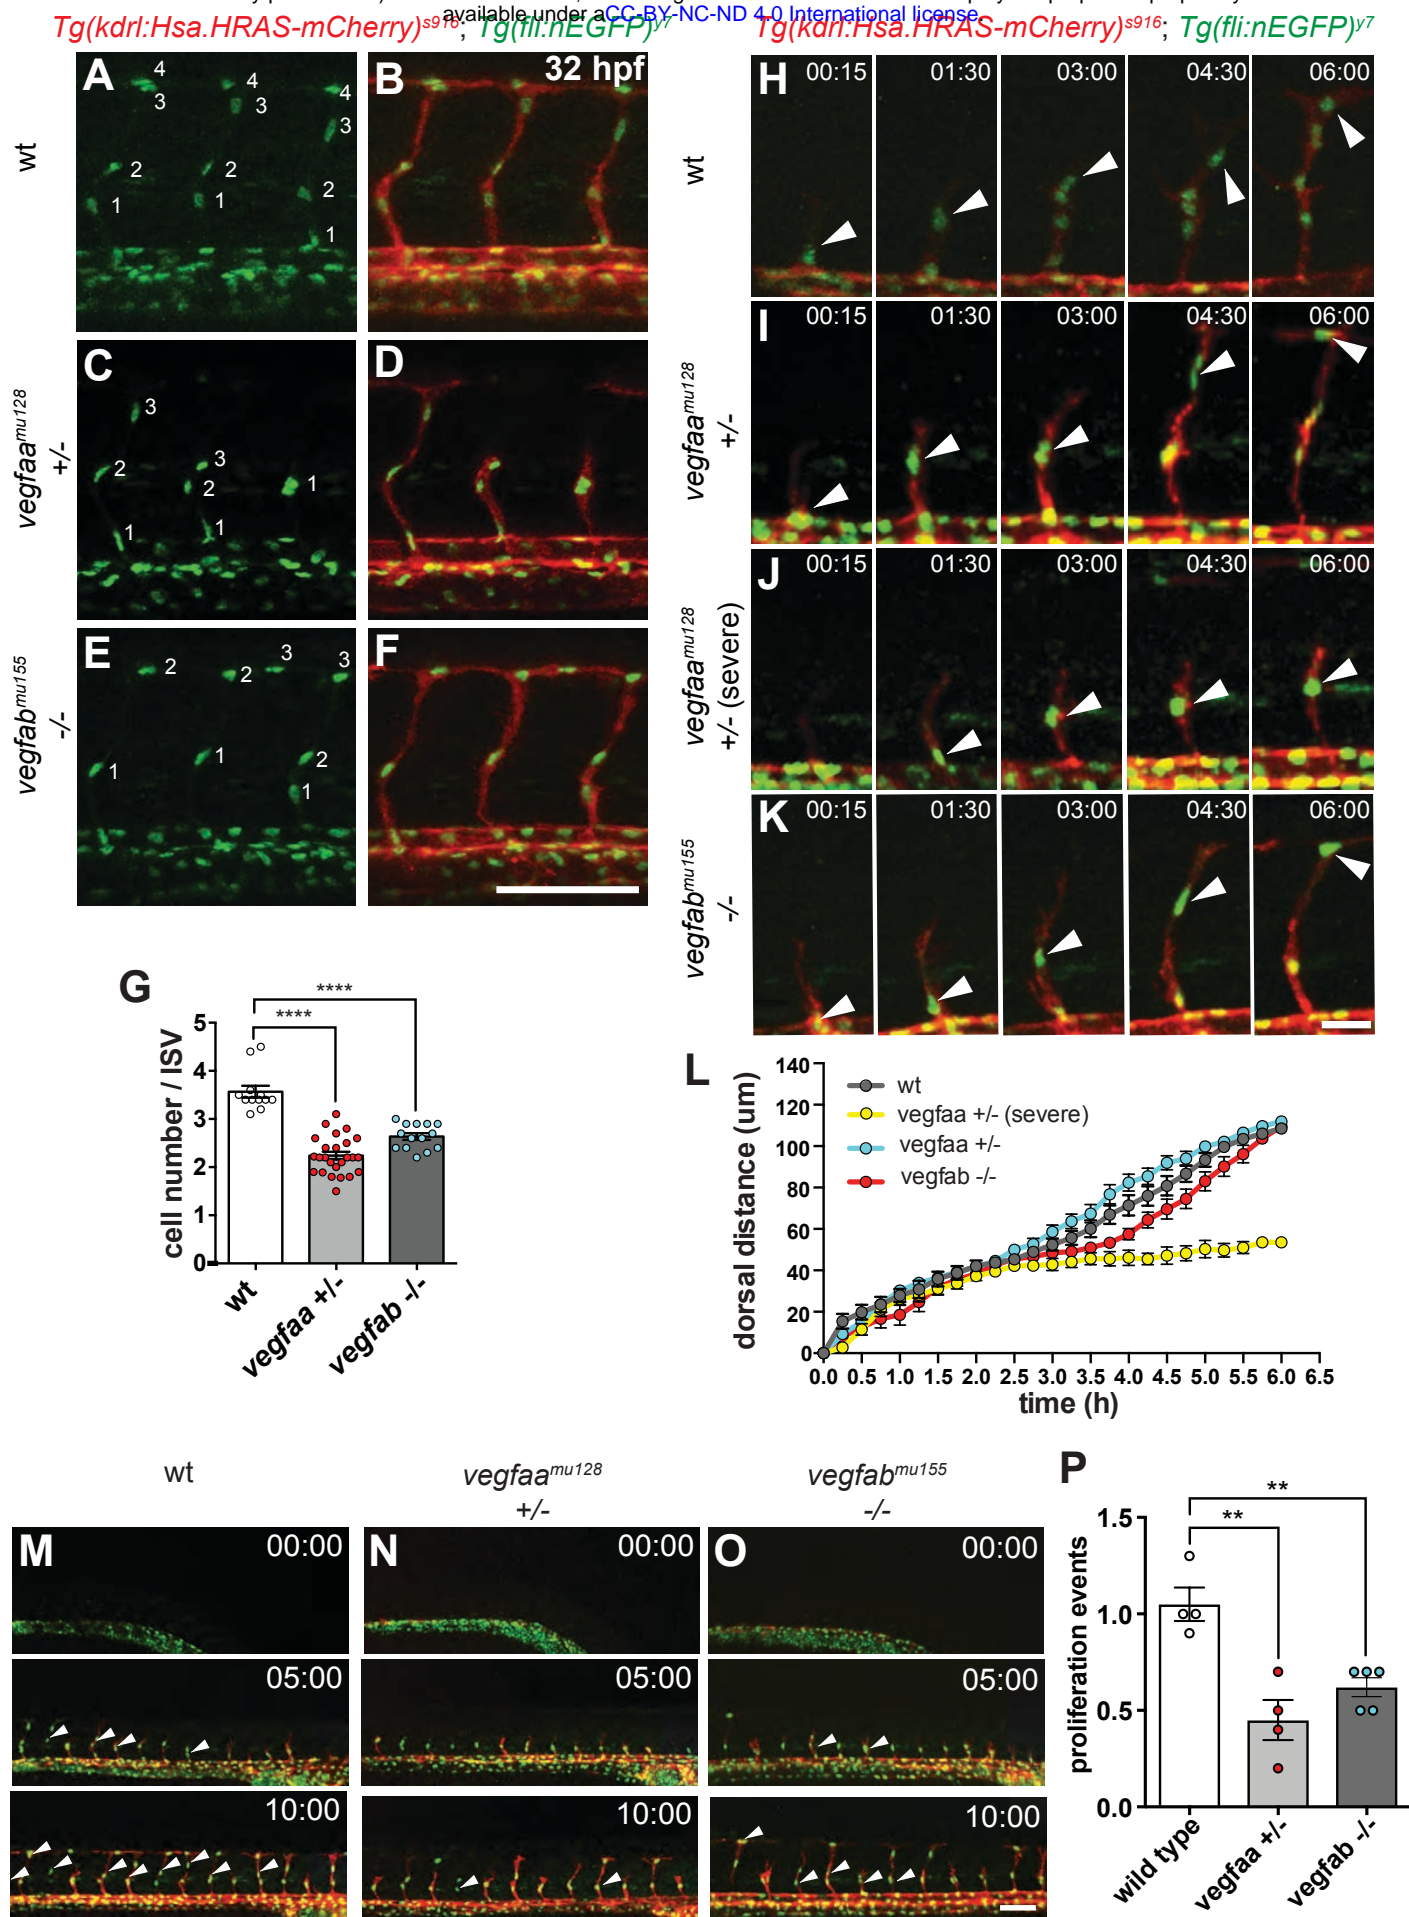 available under aCC-BY-NC-ND 4.0 International license.
Tg(kdrl:Hsa.HRAS-mCherry)s916; Tg(fli:nEGFP)y7
Tg(kdrl:Hsa.HRAS-mCherry)s916; Tg(fli:nEGFP)y7
wt
A
4
3
4
3
4
3
2
2
2
1
1
1
B
32 hpf
vegfaamu128
+/-
C
3
2
3
2
1
1
1
D
vegfabmu155
-/-
E
2
2
3
3
1
1
2
1
F
wt
H
00:15
01:30
03:00
04:30
06:00
vegfaamu128
+/-
I
00:15
01:30
03:00
04:30
06:00
vegfaamu128
+/- (severe)
J
00:15
01:30
03:00
04:30
06:00
vegfabmu155
-/-
K
00:15
01:30
03:00
04:30
06:00
G
****
****
cell number / ISV
5
4
3
2
1
0
wt
vegfaa +/-
vegfab -/-
L
dorsal distance (um)
140
120
100
80
60
40
20
0
wt
vegfaa +/- (severe)
vegfaa +/-
vegfab -/-
0.0 0.5 1.0 1.5 2.0 2.5 3.0 3.5 4.0 4.5 5.0 5.5 6.0 6.5
time (h)
wt
vegfaamu128
+/-
vegfabmu155
-/-
M
00:00
N
00:00
O
00:00
05:00
05:00
05:00
10:00
10:00
10:00
P
**
**
proliferation events
1.5
1.0
0.5
0.0
wild type
vegfaa +/-
vegfab -/-